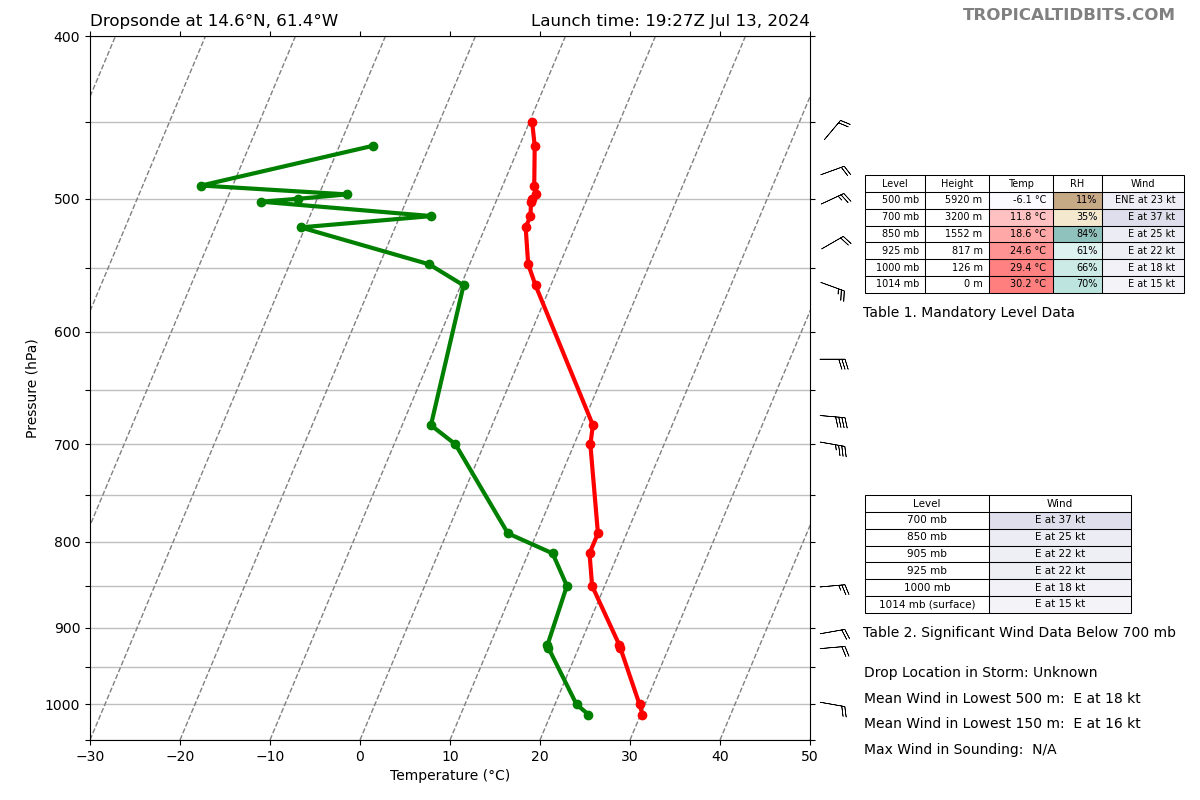 Dropsonde at 14.6°N, 61.4°W
Launch time: 19:27Z Jul 13, 2024
TROPICALTIDBITS.COM
400
500
600
700
800
900
1000
Pressure (hPa)
−30 −20 −10 0 10 20 30 40 50
Temperature (°C)
Level Height Temp RH Wind
500 mb 5920 m -6.1 °C 11% ENE at 23 kt
700 mb 3200 m 11.8 °C 35% E at 37 kt
850 mb 1552 m 18.6 °C 84% E at 25 kt
925 mb 817 m 24.6 °C 61% E at 22 kt
1000 mb 126 m 29.4 °C 66% E at 18 kt
1014 mb 0 m 30.2 °C 70% E at 15 kt
Table 1. Mandatory Level Data
Level Wind
700 mb E at 37 kt
850 mb E at 25 kt
905 mb E at 22 kt
925 mb E at 22 kt
1000 mb E at 18 kt
1014 mb (surface) E at 15 kt
Table 2. Significant Wind Data Below 700 mb
Drop Location in Storm: Unknown
Mean Wind in Lowest 500 m: E at 18 kt
Mean Wind in Lowest 150 m: E at 16 kt
Max Wind in Sounding: N/A